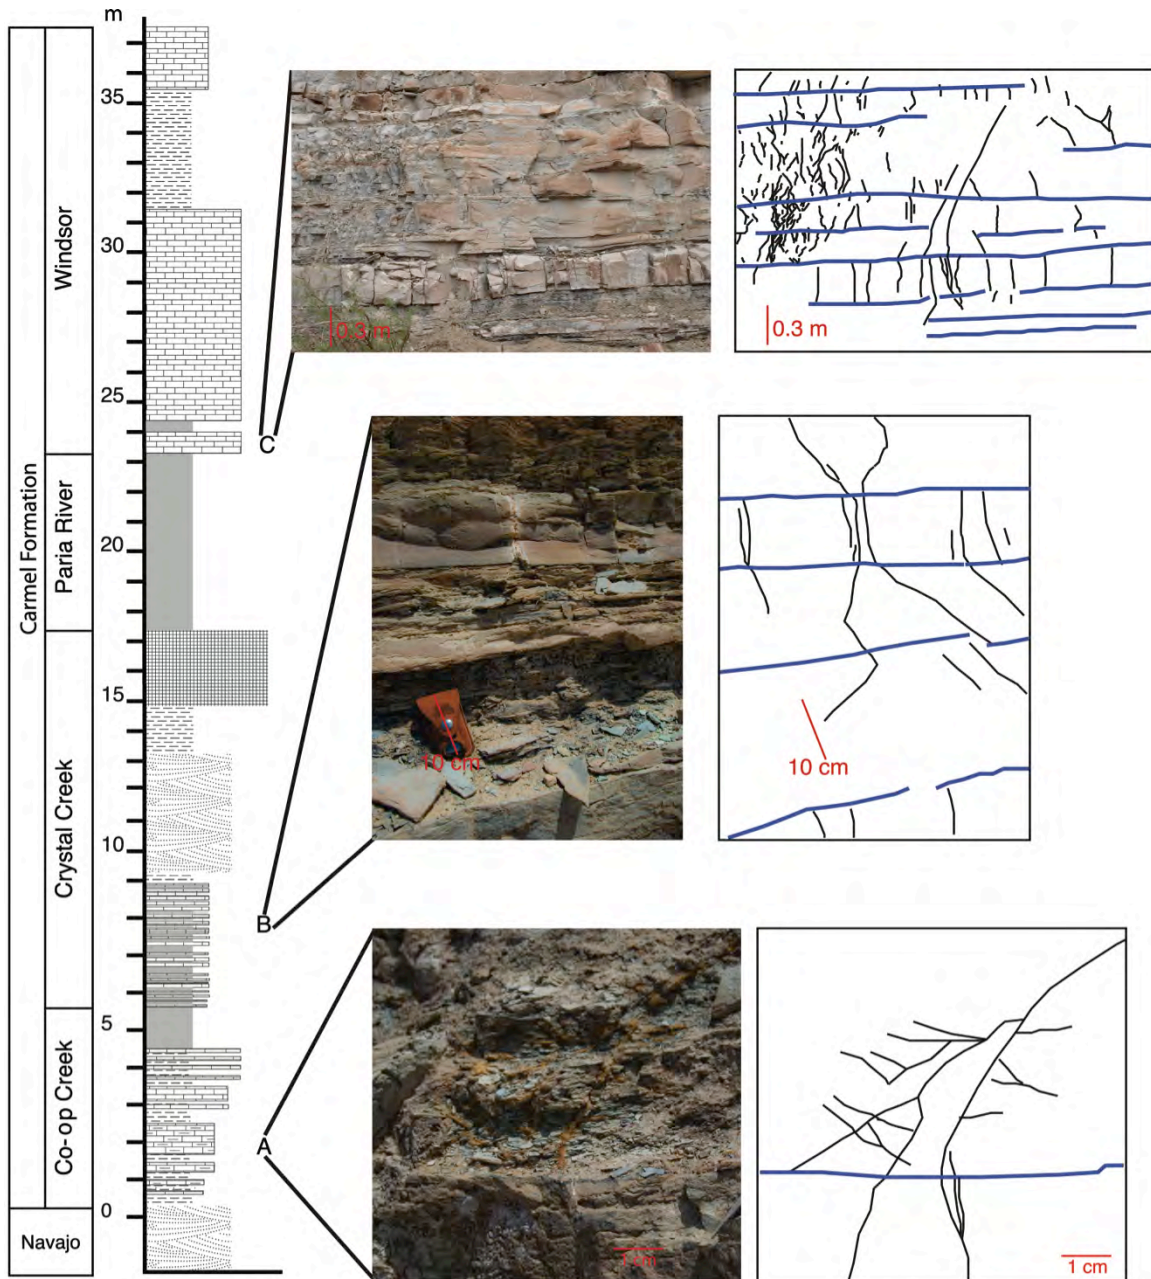 m
35
30
25
20
15
10
5
0
Carmel Formation
Windsor
Paria River
Crystal Creek
Co-op Creek
Navajo
C
0.3 m
0.3 m
B
10 cm
10 cm
A
1 cm
1 cm